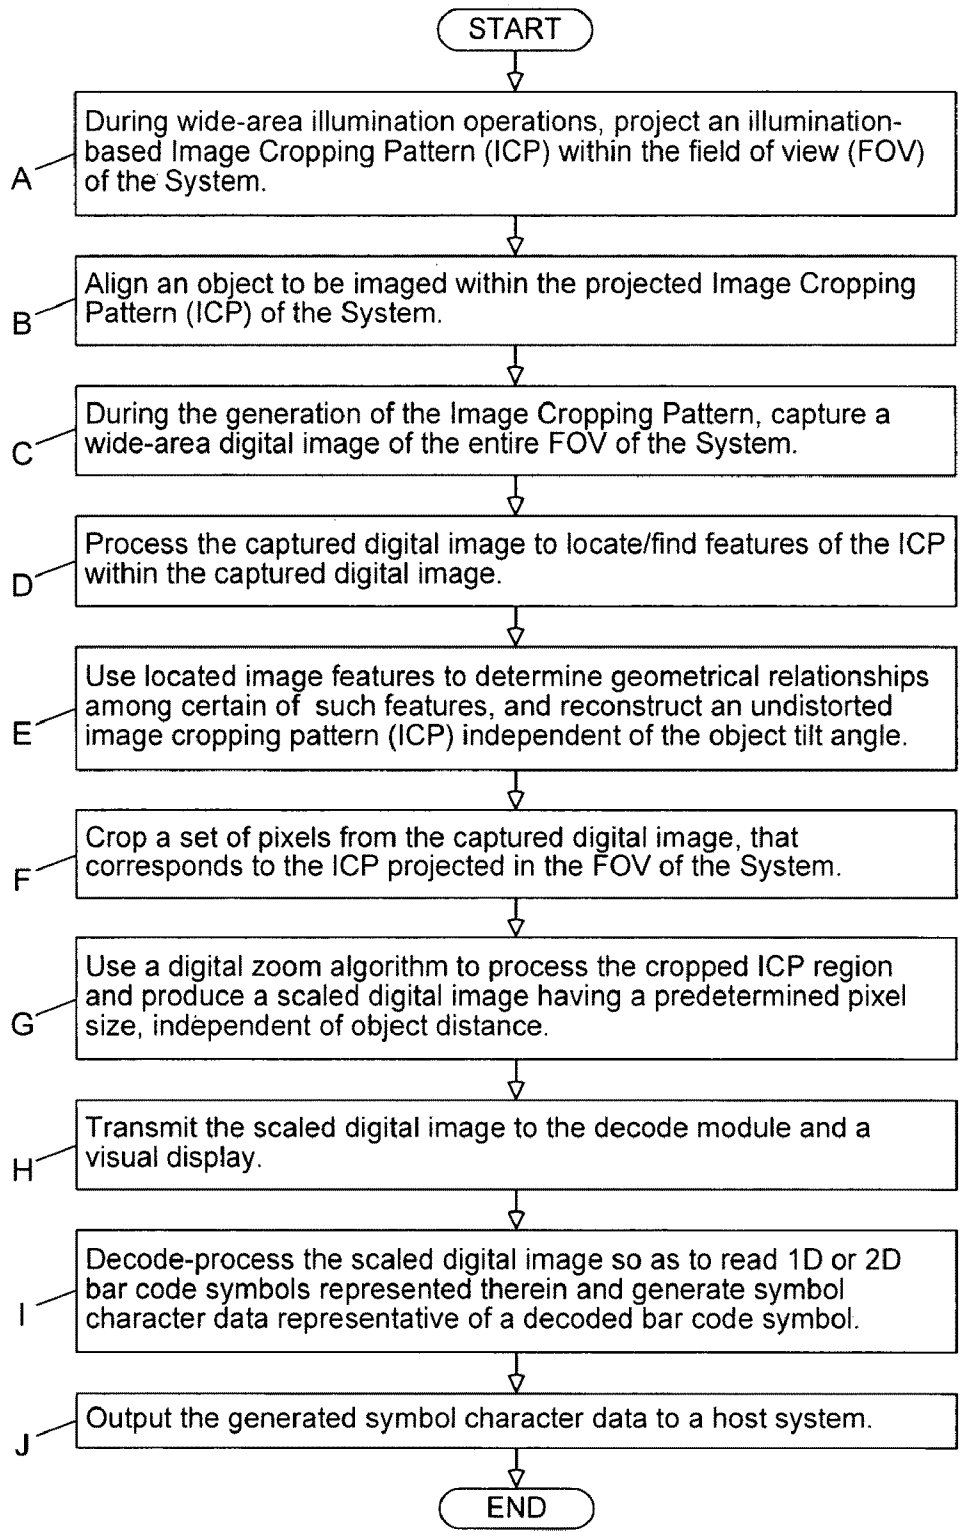 START
During wide-area illumination operations, project an illumination-
based Image Cropping Pattern (ICP) within the field of view (FOV)
of the System.
A
Align an object to be imaged within the projected Image Cropping
Pattern (ICP) of the System.
B
During the generation of the Image Cropping Pattern, capture a
wide-area digital image of the entire FOV of the System.
C
Process the captured digital image to locate/find features of the ICP
within the captured digital image.
D
Use located image features to determine geometrical relationships
among certain of such features, and reconstruct an undistorted
image cropping pattern (ICP) independent of the object tilt angle.
E
Crop a set of pixels from the captured digital image, that
corresponds to the ICP projected in the FOV of the System.
F
Use a digital zoom algorithm to process the cropped ICP region
and produce a scaled digital image having a predetermined pixel
size, independent of object distance.
G
Transmit the scaled digital image to the decode module and a
visual display.
H
Decode-process the scaled digital image so as to read 1D or 2D
bar code symbols represented therein and generate symbol
character data representative of a decoded bar code symbol.
I
Output the generated symbol character data to a host system.
J
END